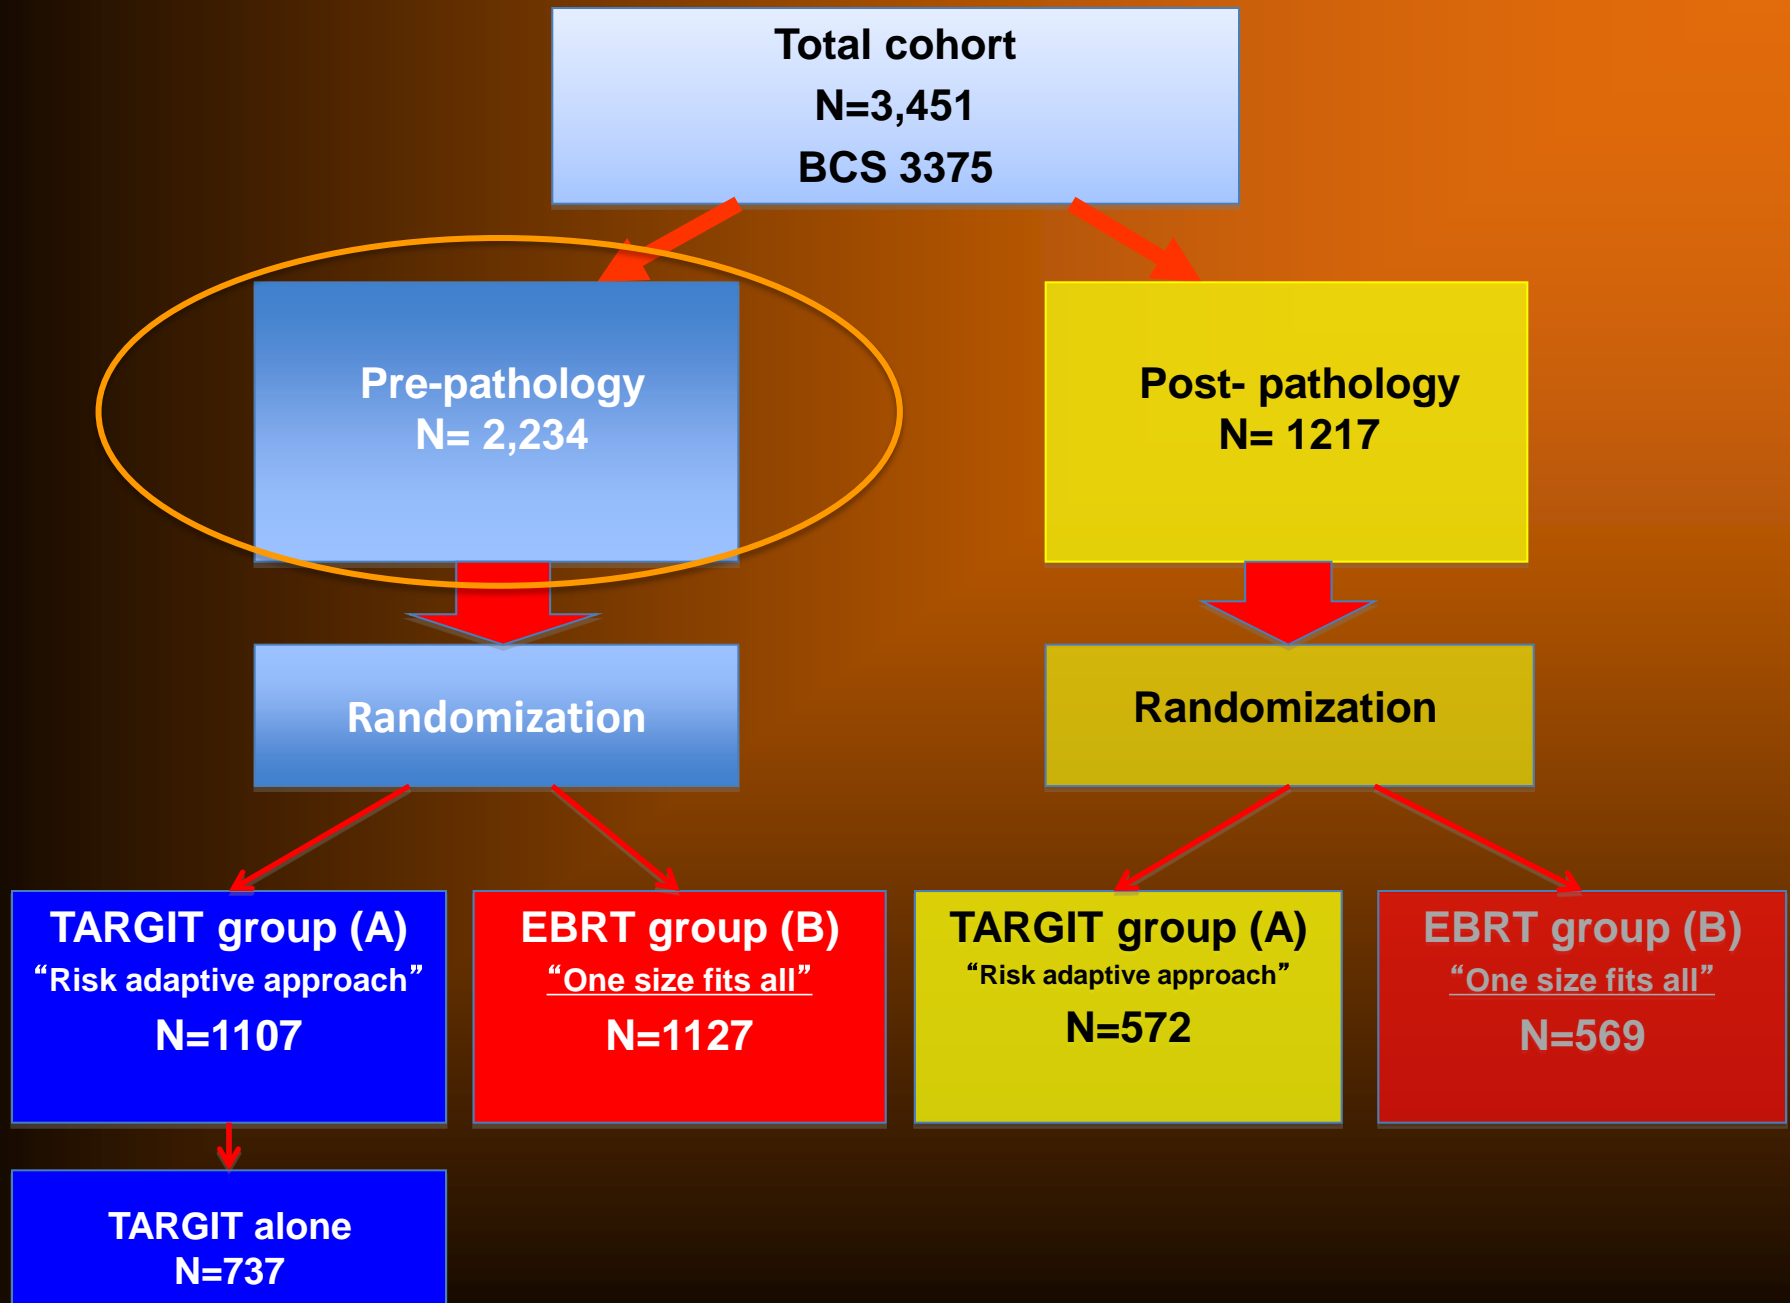 Total cohort
N=3,451
BCS 3375
Pre-pathology
N= 2,234
Post- pathology
N= 1217
Randomization
Randomization
TARGIT group (A)
“Risk adaptive approach”
N=1107
EBRT group (B)
“One size fits all”
N=1127
TARGIT group (A)
“Risk adaptive approach”
N=572
EBRT group (B)
“One size fits all”
N=569
TARGIT alone
N=737